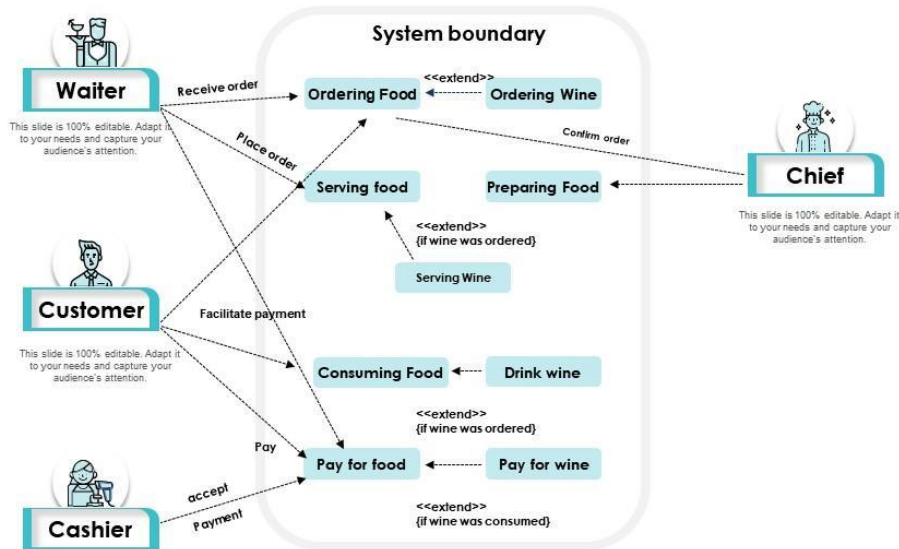 System boundary
Waiter
This slide is 100% editable. Adapt it
to your needs and capture your
audience's attention.
Receive order
Ordering Food
<<extend>>
Ordering Wine
Place order
Confirm order
Chief
This slide is 100% editable. Adapt it
to your needs and capture your
audience's attention.
Serving food
Preparing Food
<<extend>>
{if wine was ordered}
Serving Wine
Customer
This slide is 100% editable. Adapt it
to your needs and capture your
audience's attention.
Facilitate payment
Consuming Food
Drink wine
<<extend>>
{if wine was ordered}
Pay
Pay for food
Pay for wine
accept
Payment
<<extend>>
{if wine was consumed}
Cashier